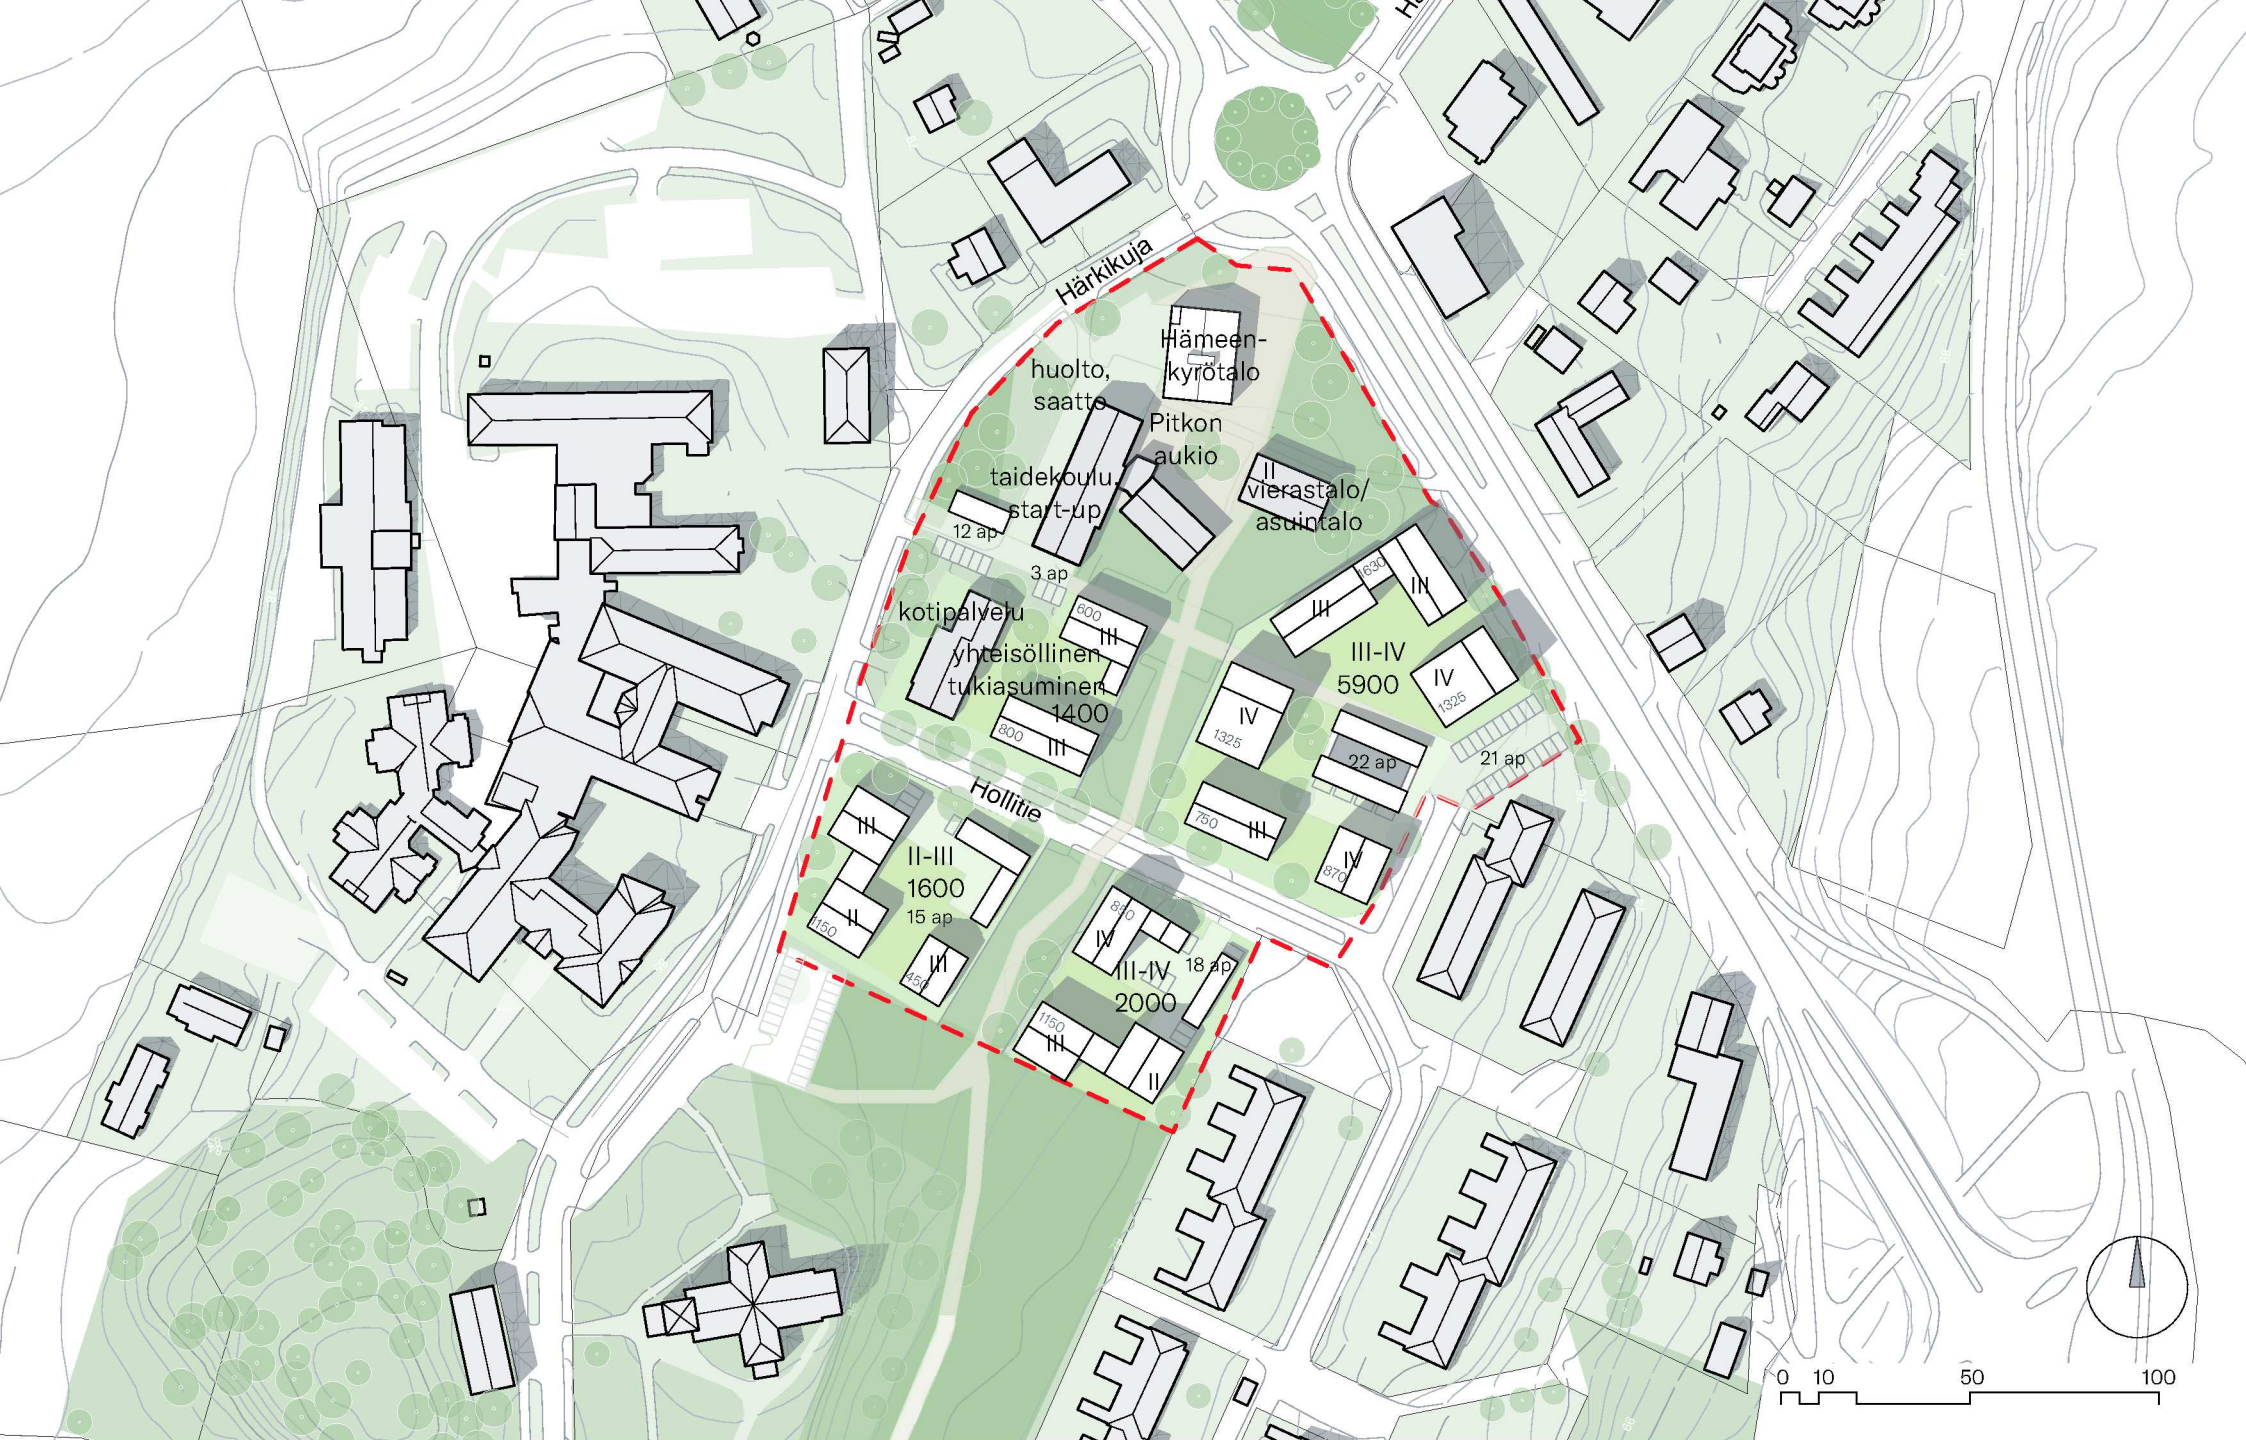 Härkikuja
Hämeen-
kyrötalo
huolto,
saatto
Pitkon
aukio
taidekoulu,
start-up
II
vierastalo/
asuintalo
12 ap
3 ap
kotipalvelu
600
III
yhteisöllinen
tukiasuminen
1400
800
III
1630
III
III
III-IV
5900
IV
1325
IV
1325
22 ap
21 ap
750
III
IV
870
Hollitie
III
II-III
1600
15 ap
II
1150
III
450
850
IV
III-IV
2000
18 ap
1150
III
II
0 10 50 100